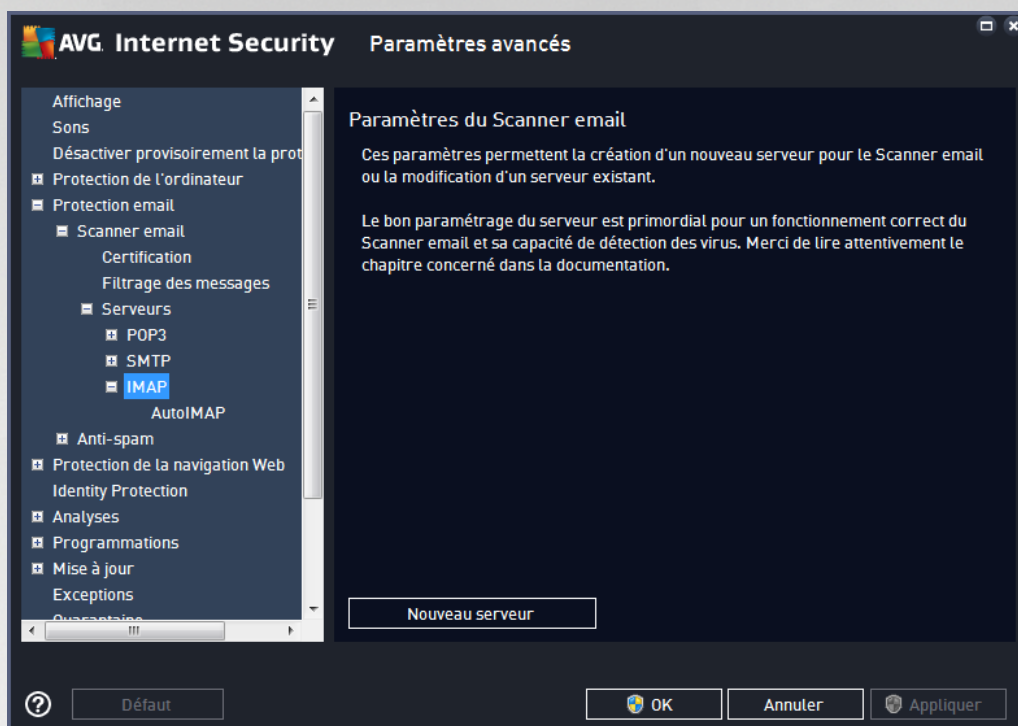 AVG. Internet Security Paramètres avancés
Affichage
Sons
Désactiver provisoirement la prot
Protection de l'ordinateur
Protection email
Scanner email
Certification
Filtrage des messages
Serveurs
POP3
SMTP
IMAP
AutoIMAP
Anti-spam
Protection de la navigation Web
Identity Protection
Analyses
Programmations
Mise à jour
Exceptions
Quarantaine
Paramètres du Scanner email
Ces paramètres permettent la création d'un nouveau serveur pour le Scanner email
ou la modification d'un serveur existant.
Le bon paramétrage du serveur est primordial pour un fonctionnement correct du
Scanner email et sa capacité de détection des virus. Merci de lire attentivement le
chapitre concerné dans la documentation.
Nouveau serveur
?
Défaut
OK
Annuler
Appliquer